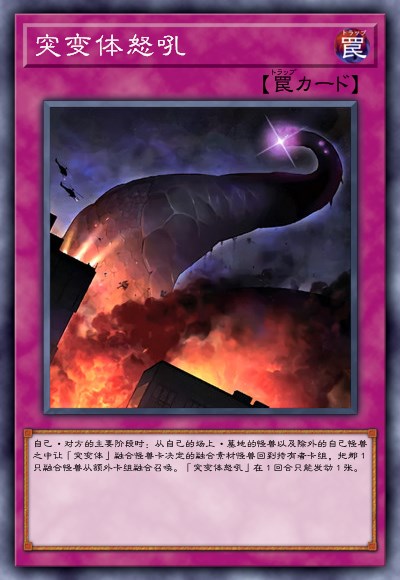 突变体怒吼
トラップ
罠
トラップ
【罠カード】
自己·对方的主要阶段时：从自己的场上·墓地的怪兽以及除外的自己怪兽
之中让「突变体」融合怪兽卡决定的融合素材怪兽回到持有者卡组，把那1
只融合怪兽从额外卡组融合召唤。「突变体怒吼」在1回合只能发动1张。